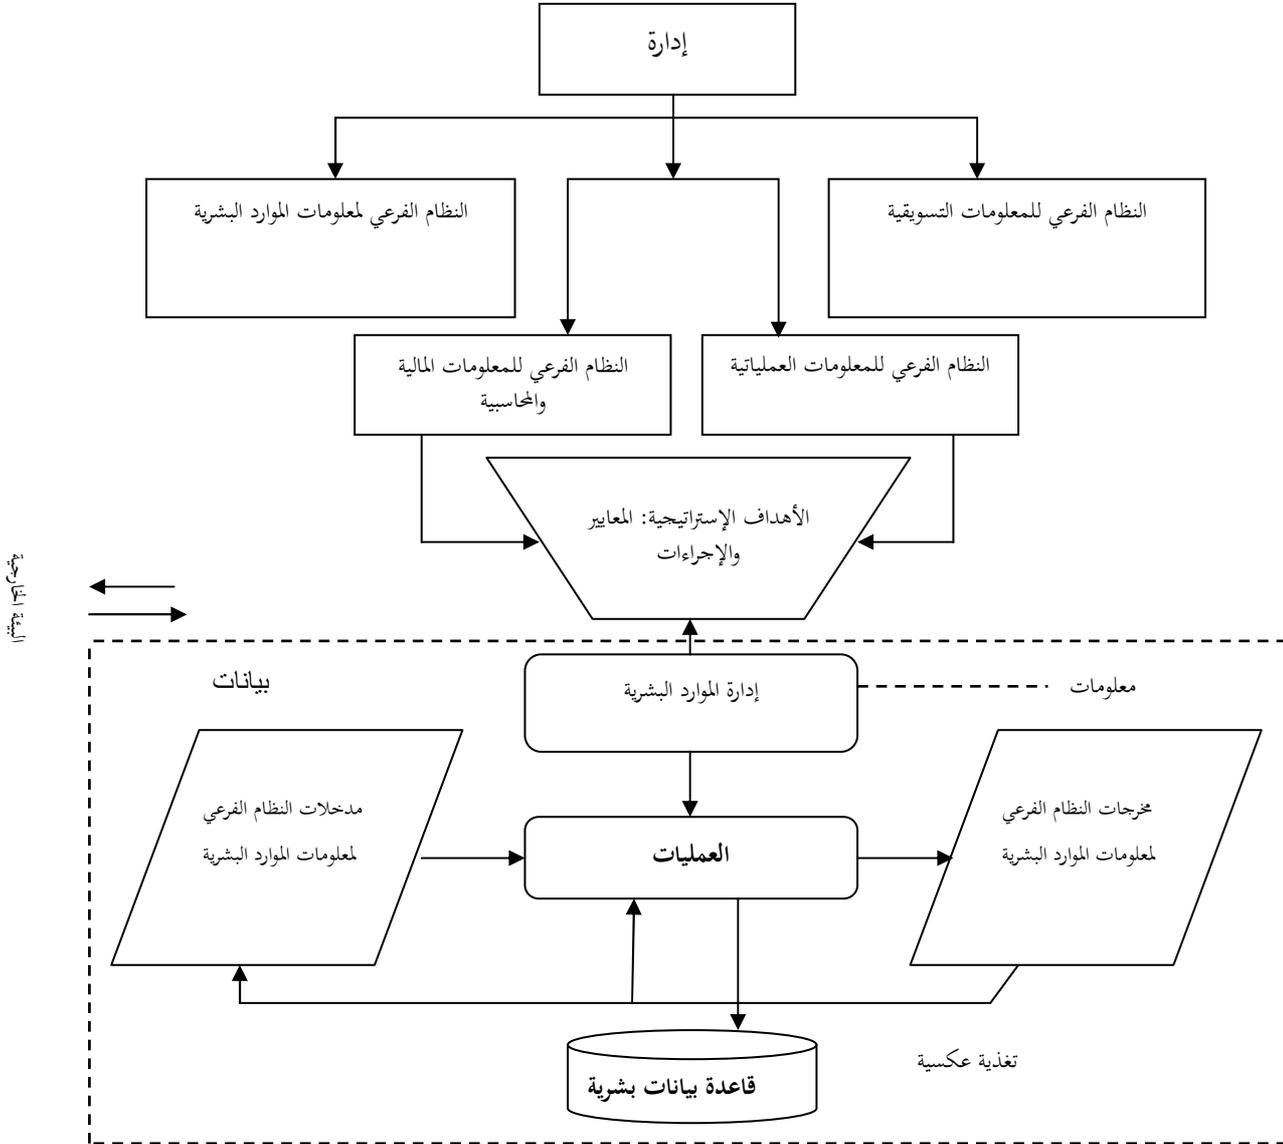 إدارة
النظام الفرعي للمعلومات التسويقية
النظام الفرعي لمعلومات الموارد البشرية
النظام الفرعي للمعلومات العملياتية
النظام الفرعي للمعلومات المالية
والمحاسبية
الأهداف الإستراتيجية: المعايير
والإجراءات
البيئة الخارجية
معلومات
إدارة الموارد البشرية
بيانات
مخرجات النظام الفرعي
لمعلومات الموارد البشرية
العمليات
مدخلات النظام الفرعي
لمعلومات الموارد البشرية
تغذية عكسية
قاعدة بيانات بشرية